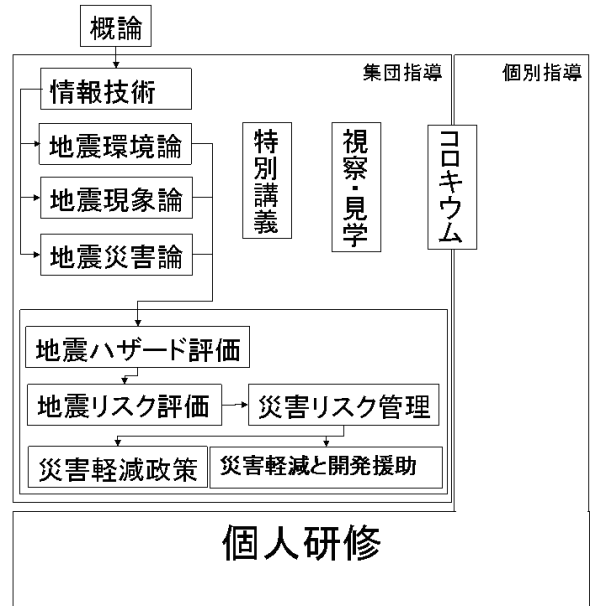 概論
集団指導
個別指導
情報技術
地震環境論
地震現象論
地震災害論
特別講義
視察・見学
コロキウム
地震ハザード評価
地震リスク評価
災害リスク管理
災害軽減政策
災害軽減と開発援助
個人研修